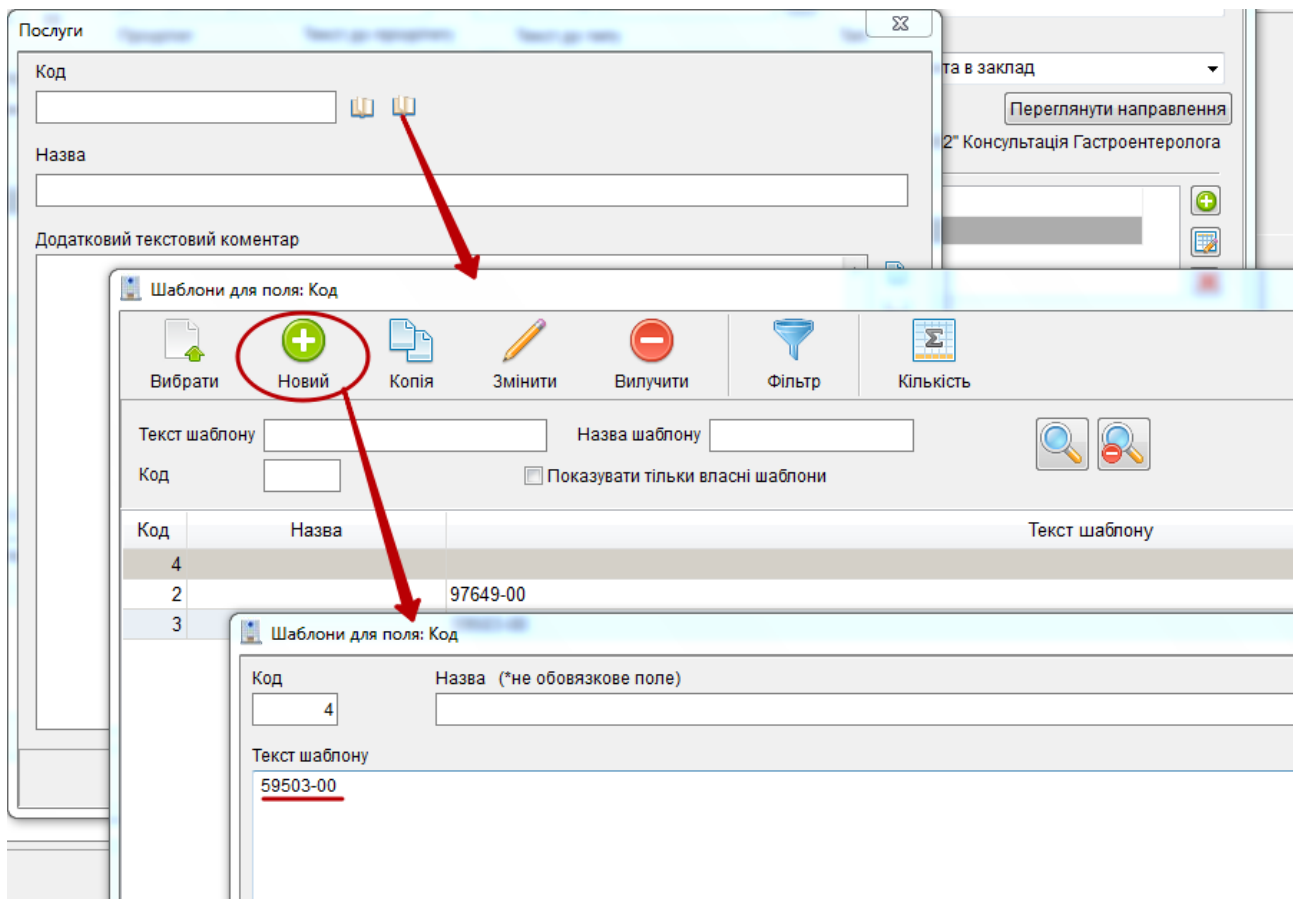 Послуги
Код
Назва
Додатковий текстовий коментар
та в заклад
Переглянути направлення
2" Консультація Гастроентеролога
Шаблони для поля: Код
Вибрати Новий Копія Змінити Вилучити Фільтр Кількість
Текст шаблону Назва шаблону
Код Показувати тільки власні шаблони
Код Назва Текст шаблону
4
2 97649-00
3
Шаблони для поля: Код
Код Назва (*не обовязкове поле)
4
Текст шаблону
59503-00